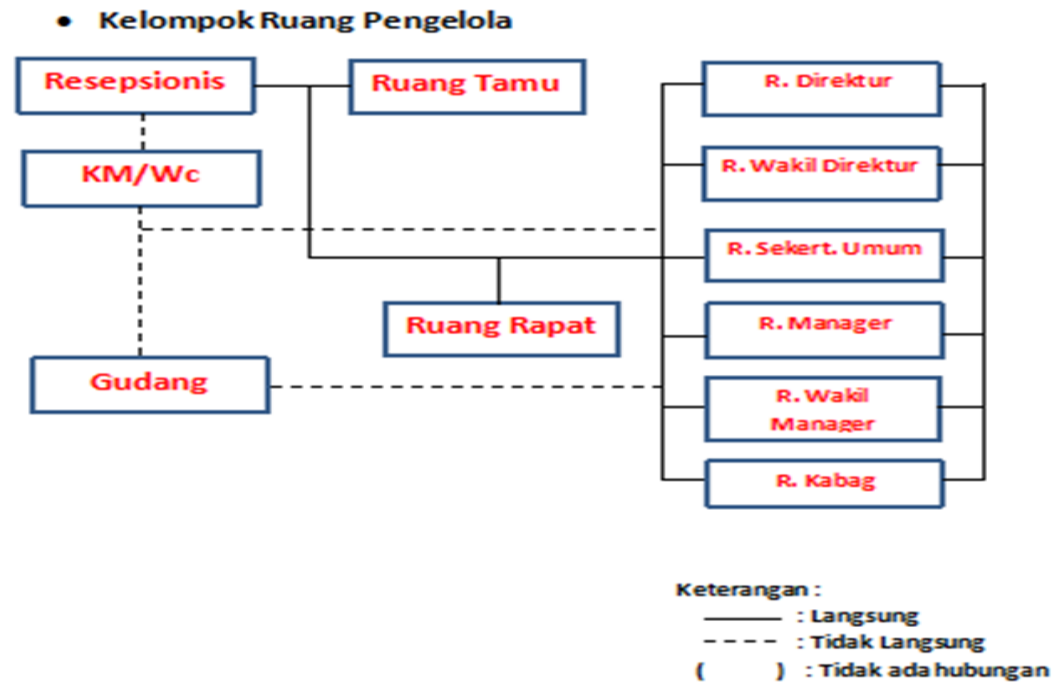 • Kelompok Ruang Pengelola
Resepsionis
Ruang Tamu
R. Direktur
KM/Wc
R. Wakil Direktur
R. Sekert. Umum
Ruang Rapat
R. Manager
Gudang
R. Wakil
Manager
R. Kabag
Keterangan :
: Langsung
: Tidak Langsung
( ) : Tidak ada hubungan